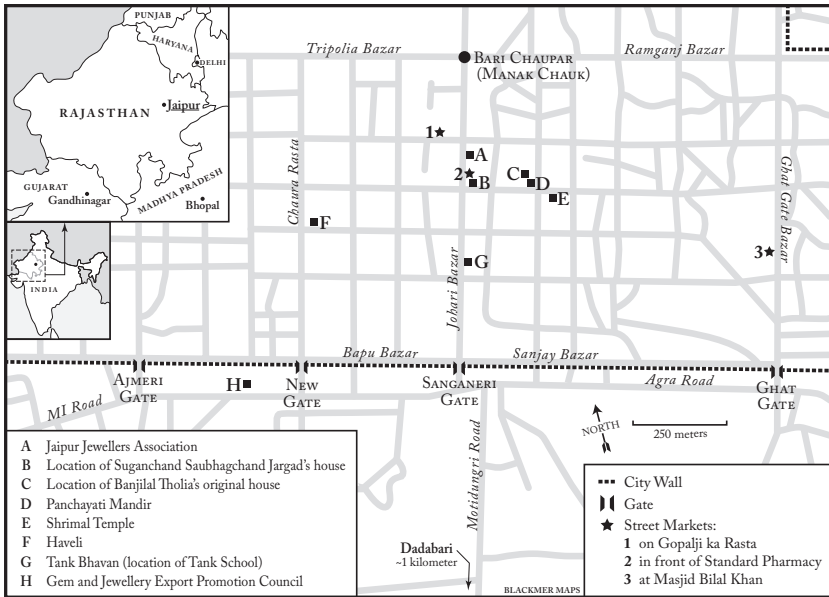 PUNJAB
HARYANA
DELHI
RAJASTHAN
Jaipur
GUJARAT
Gandhinagar
MADHYA PRADESH
Bhopal
INDIA
Tripolia Bazar
BARI CHAUPAR
(MANAK CHAUK)
Ramganj Bazar
1
A
2
B
C
D
E
Chaura Rasta
F
Ghat Gate Bazar
3
G
Johari Bazar
Bapu Bazar
Sanjay Bazar
AJMERI
GATE
H
NEW
GATE
SANGANERI
GATE
Agra Road
GHAT
GATE
MI Road
Motidungri Road
NORTH
250 meters
Dadabari
~1 kilometer
BLACKMER MAPS
A Jaipur Jewellers Association
B Location of Suganchand Saubhagchand Jargad's house
C Location of Banjilal Tholia's original house
D Panchayati Mandir
E Shrimal Temple
F Haveli
G Tank Bhavan (location of Tank School)
H Gem and Jewellery Export Promotion Council
City Wall
Gate
Street Markets:
1 on Gopalji ka Rasta
2 in front of Standard Pharmacy
3 at Masjid Bilal Khan